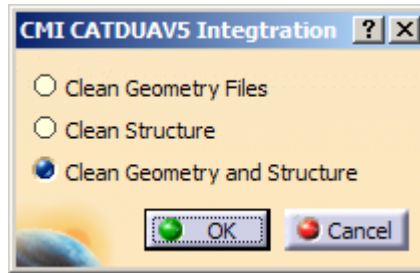 CMI CATDUAV5 Integtration ? X
Clean Geometry Files
Clean Structure
Clean Geometry and Structure
OK Cancel